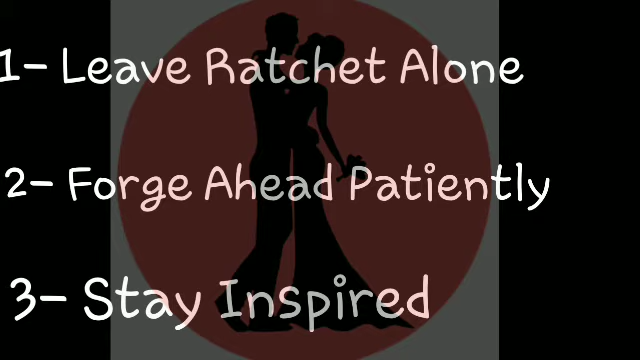 1- Leave Ratchet Alone
2- Forge Ahead Patiently
3- Stay Inspired